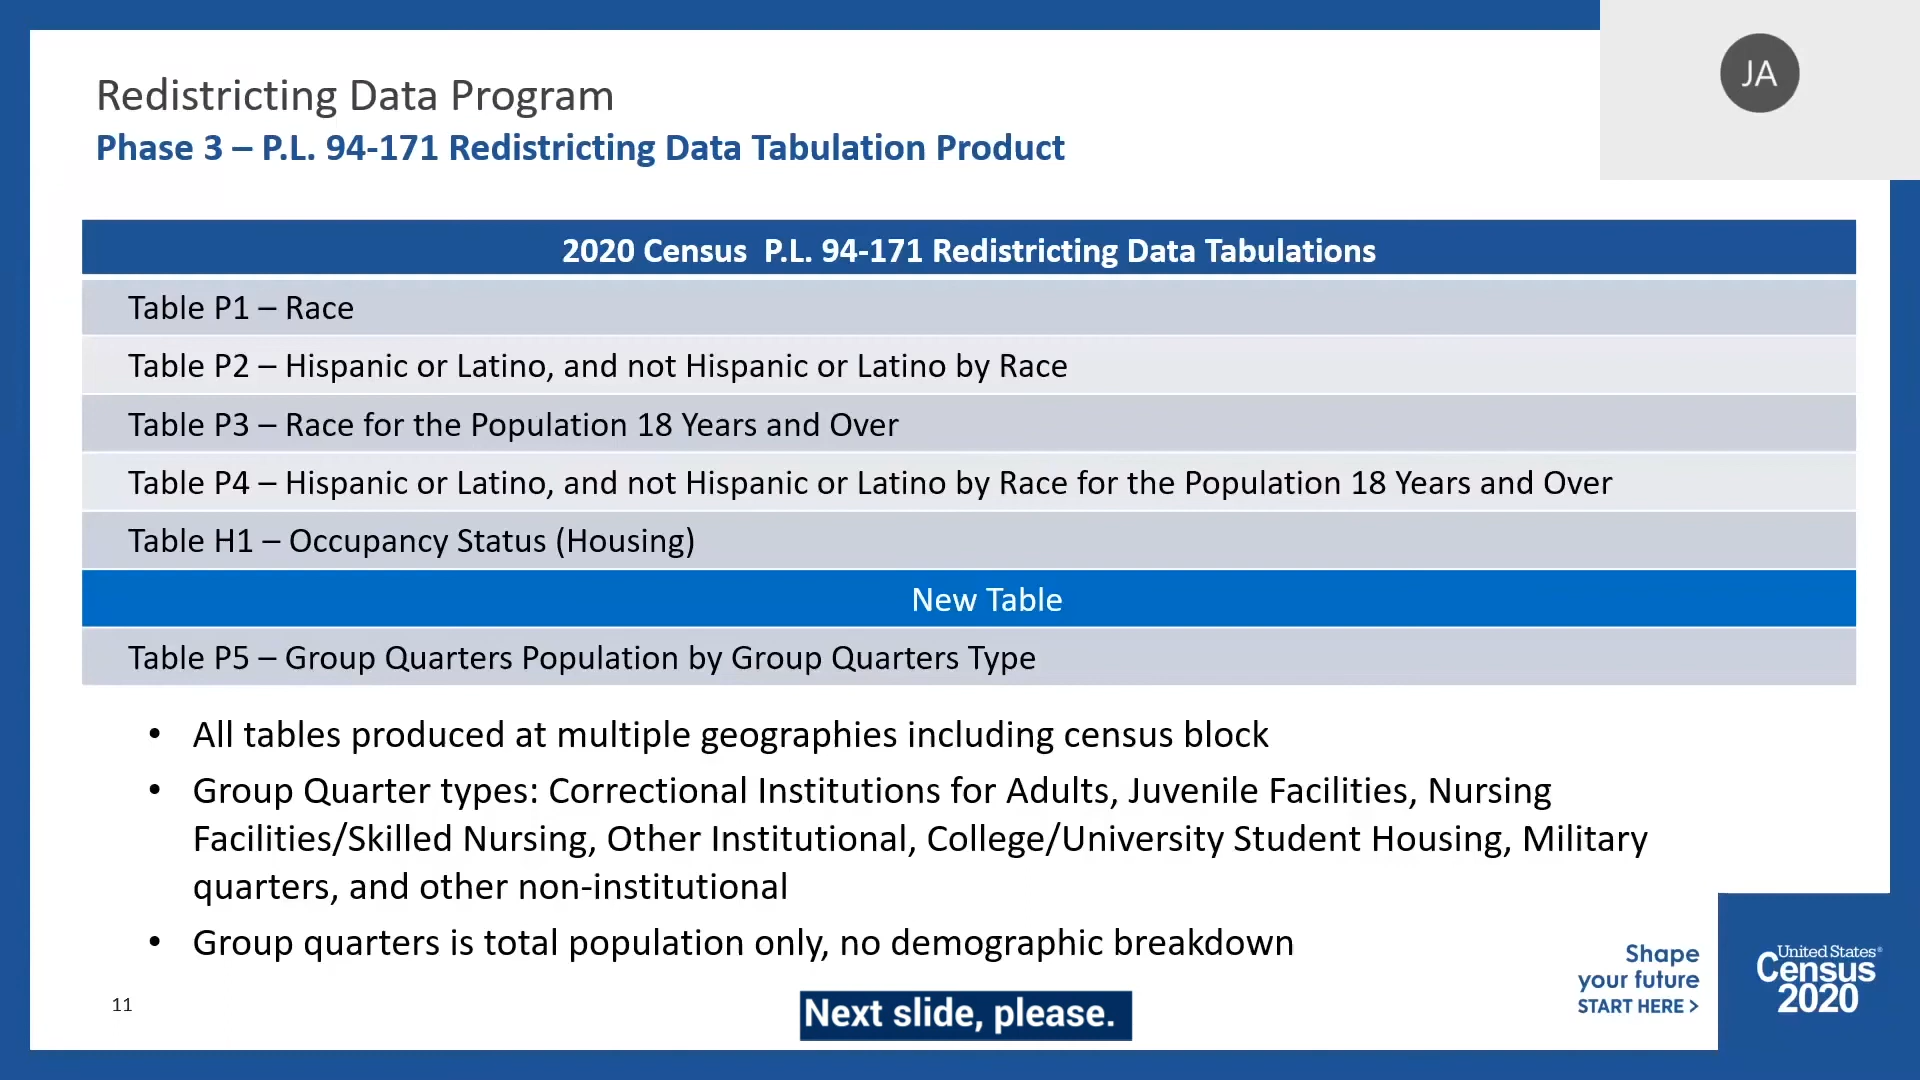 JA
Redistricting Data Program
Phase 3 – P.L. 94-171 Redistricting Data Tabulation Product
2020 Census  P.L. 94-171 Redistricting Data Tabulations
Table P1 – Race
Table P2 – Hispanic or Latino, and not Hispanic or Latino by Race
Table P3 – Race for the Population 18 Years and Over
Table P4 – Hispanic or Latino, and not Hispanic or Latino by Race for the Population 18 Years and Over
Table H1 – Occupancy Status (Housing)
New Table
Table P5 – Group Quarters Population by Group Quarters Type
• All tables produced at multiple geographies including census block
• Group Quarter types: Correctional Institutions for Adults, Juvenile Facilities, Nursing
Facilities/Skilled Nursing, Other Institutional, College/University Student Housing, Military
quarters, and other non-institutional
• Group quarters is total population only, no demographic breakdown
Shape
your future
START HERE >
United States®
Census
2020
11
Next slide, please.